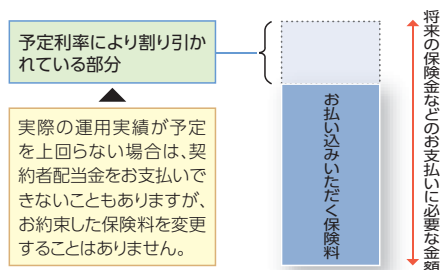 予定利率により割り引か
れている部分
実際の運用実績が予定
を上回らない場合は、契
約者配当金をお支払いで
きないこともありますが、
お約束した保険料を変更
することはありません。
お払い込みいただく保険料
将来の保険金などのお支払いに必要な金額